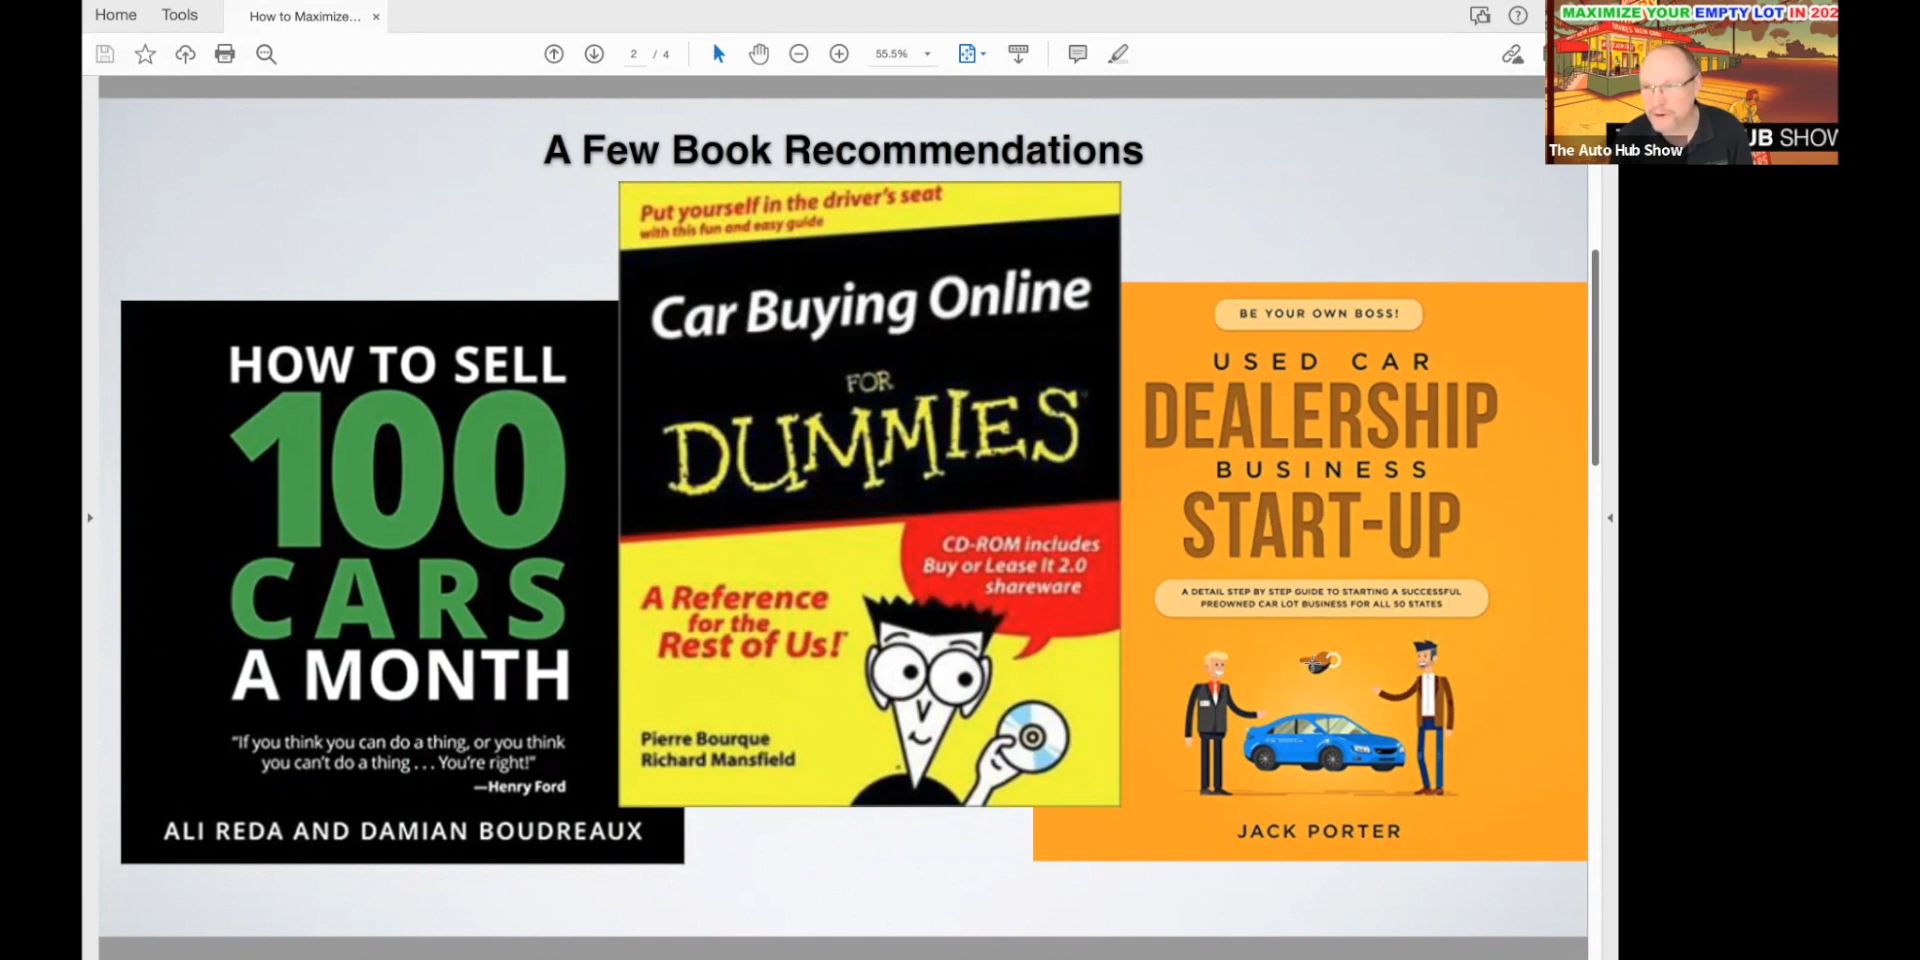 Home
Tools
How to Maximize...
2
/ 4
55.5%
MAXIMIZE YOUR EMPTY LOT IN 202
UB SHOW
The Auto Hub Show
A Few Book Recommendations
HOW TO SELL
100
CARS
A MONTH
"If you think you can do a thing, or you think
you can't do a thing . . . You're right!"
—Henry Ford
ALI REDA AND DAMIAN BOUDREAUX
Put yourself in the driver's seat
with this fun and easy guide
Car Buying Online
FOR
DUMMIES
CD-ROM includes
Buy or Lease It 2.0
shareware
A Reference
for the
Rest of Us!
Pierre Bourque
Richard Mansfield
BE YOUR OWN BOSS!
USED CAR
DEALERSHIP
BUSINESS
START-UP
A DETAIL STEP BY STEP GUIDE TO STARTING A SUCCESSFUL
PREOWNED CAR LOT BUSINESS FOR ALL 50 STATES
JACK PORTER